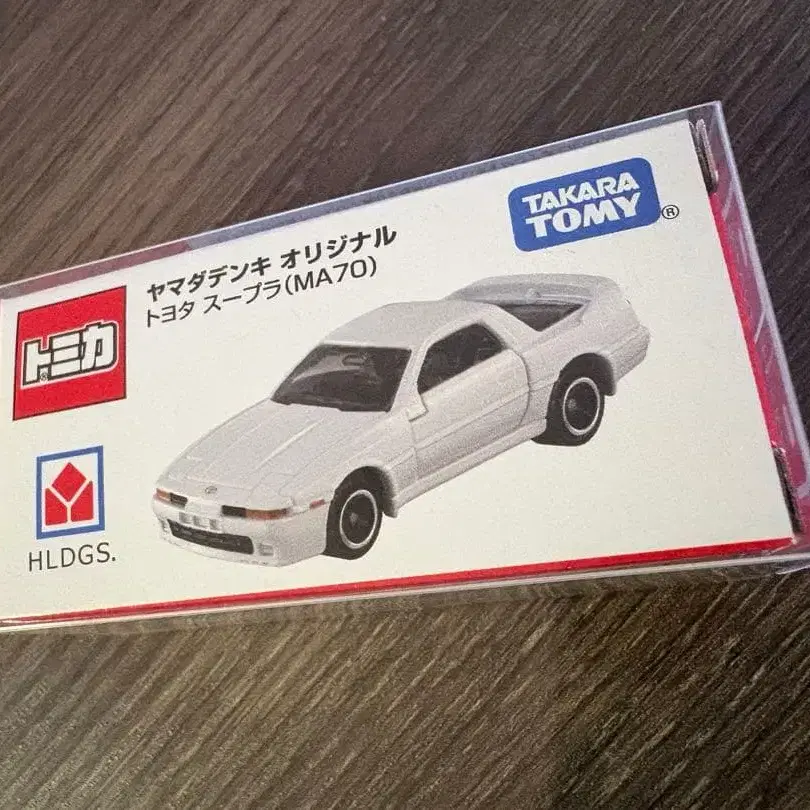 TAKARA
TOMY
®
ヤマダデンキ オリジナル
トヨタ スープラ(MA70)
トミカ
®
HLDGS.